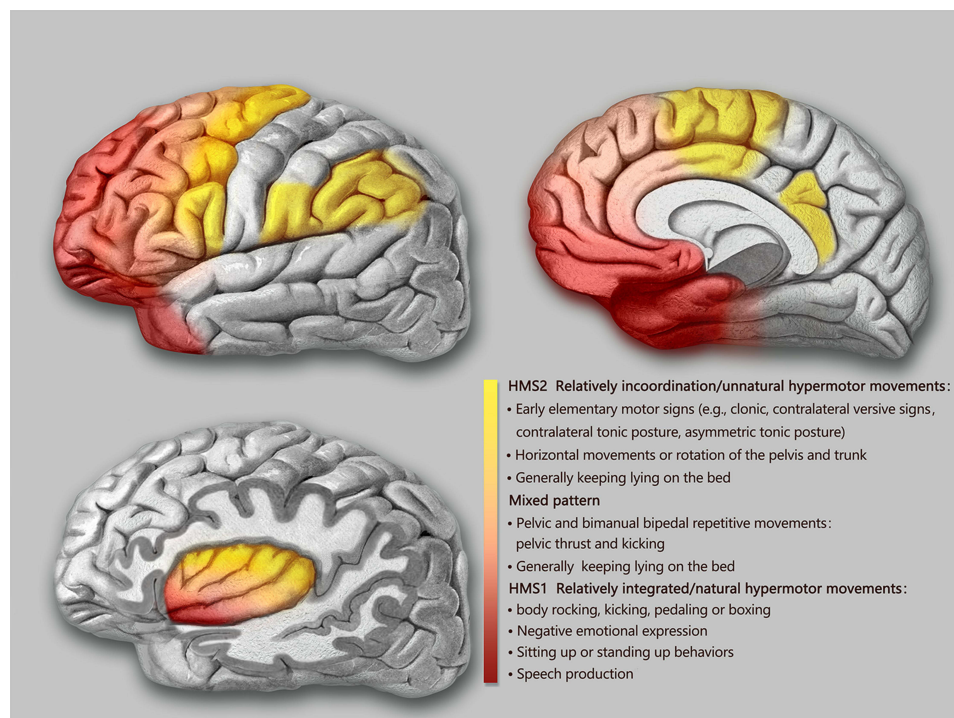 HMS2 Relatively incoordination/unnatural hypermotor movements:
• Early elementary motor signs (e.g., clonic, contralateral versive signs,
contralateral tonic posture, asymmetric tonic posture)
• Horizontal movements or rotation of the pelvis and trunk
• Generally keeping lying on the bed
Mixed pattern
• Pelvic and bimanual bipedal repetitive movements:
pelvic thrust and kicking
• Generally keeping lying on the bed
HMS1 Relatively integrated/natural hypermotor movements:
• body rocking, kicking, pedaling or boxing
• Negative emotional expression
• Sitting up or standing up behaviors
• Speech production